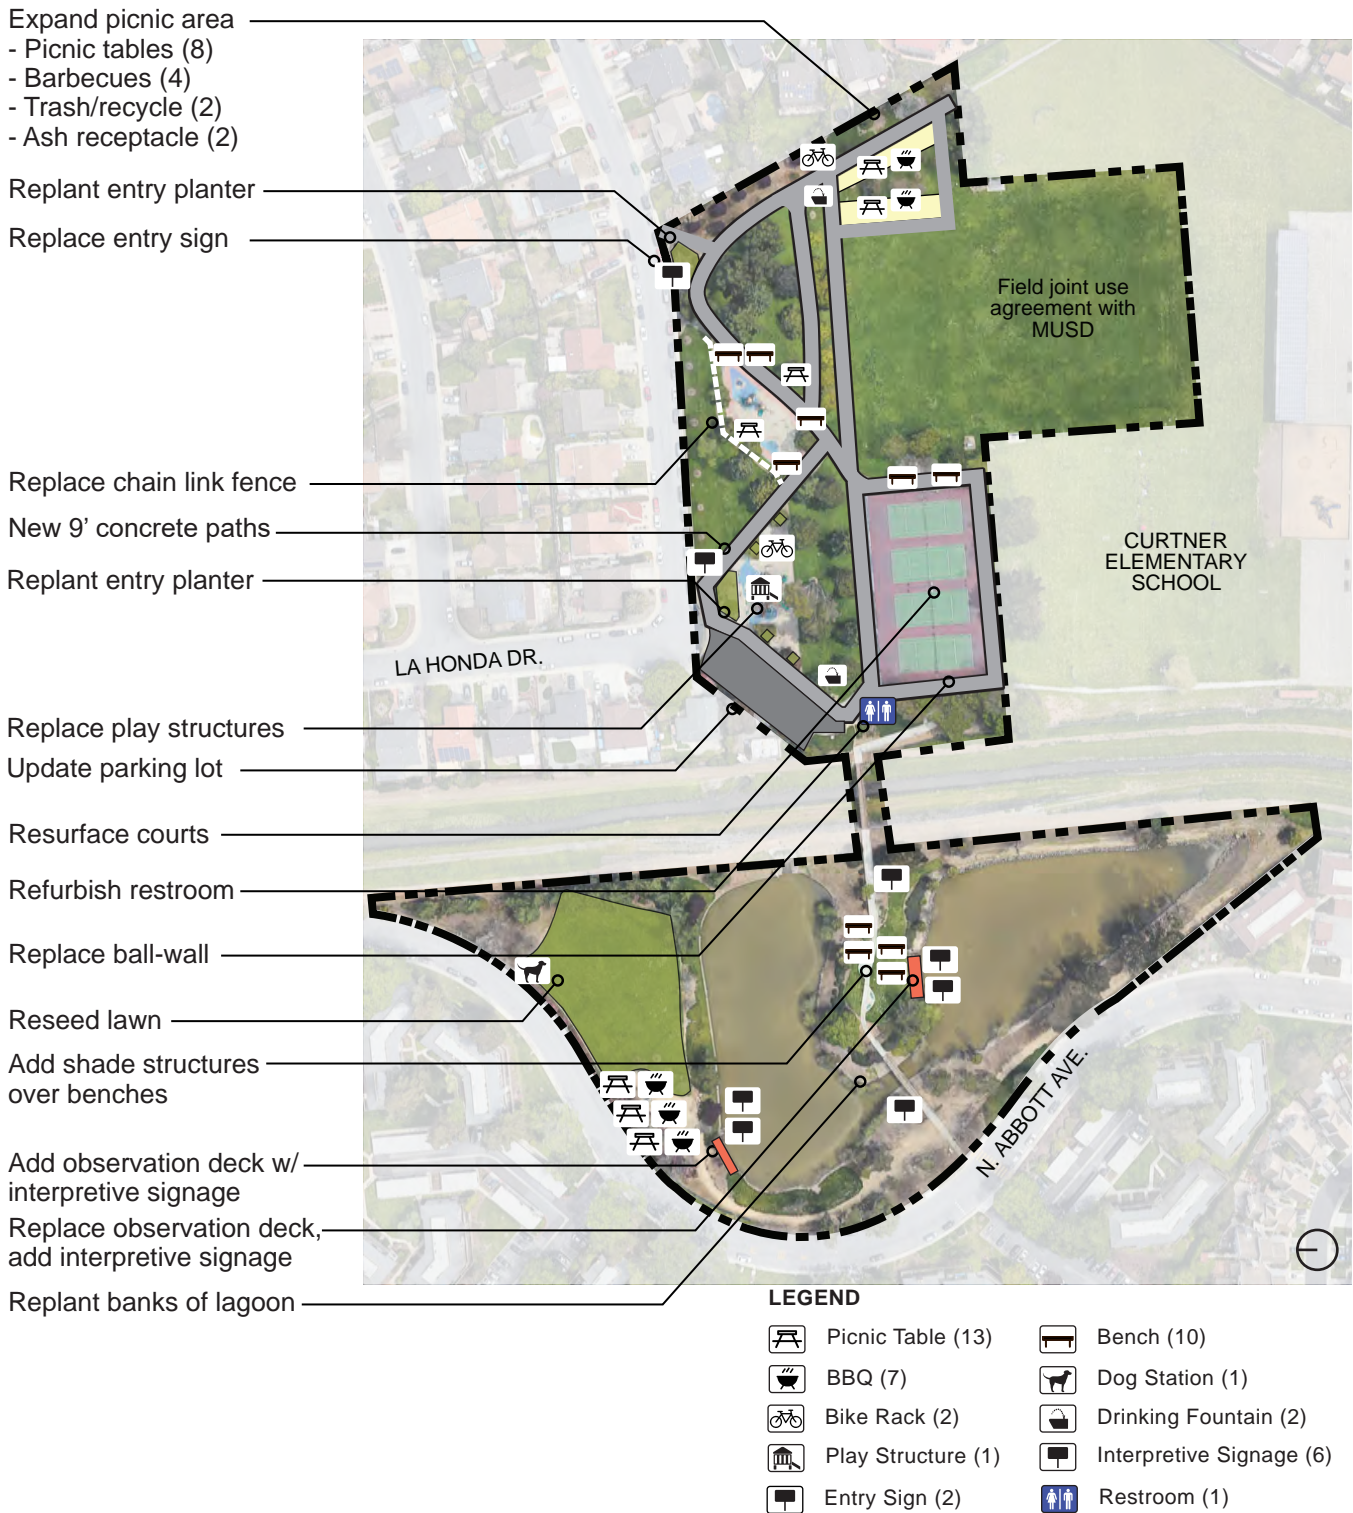 Expand picnic area
- Picnic tables (8)
- Barbecues (4)
- Trash/recycle (2)
- Ash receptacle (2)
Replant entry planter
Replace entry sign
Field joint use
agreement with
MUSD
Replace chain link fence
New 9’ concrete paths
Replant entry planter
CURTNER
ELEMENTARY
SCHOOL
LA HONDA DR.
Replace play structures
Update parking lot
Resurface courts
Refurbish restroom
Replace ball-wall
Reseed lawn
Add shade structures
over benches
N. ABBOTT AVE.
Add observation deck w/
interpretive signage
Replace observation deck,
add interpretive signage
Replant banks of lagoon
LEGEND
Picnic Table (13)
BBQ (7)
Bike Rack (2)
Play Structure (1)
Entry Sign (2)
Bench (10)
Dog Station (1)
Drinking Fountain (2)
Interpretive Signage (6)
Restroom (1)